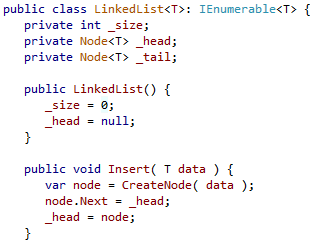 public class LinkedList<T>: IEnumerable<T> {
private int _size;
private Node<T> _head;
private Node<T> _tail;
public LinkedList() {
_size = 0;
_head = null;
}
public void Insert( T data ) {
var node = CreateNode( data );
node.Next = _head;
_head = node;
}